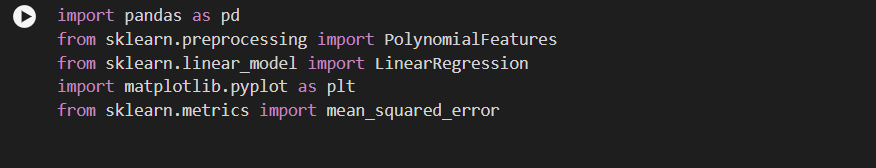 import pandas as pd
from sklearn.preprocessing import PolynomialFeatures
from sklearn.linear_model import LinearRegression
import matplotlib.pyplot as plt
from sklearn.metrics import mean_squared_error